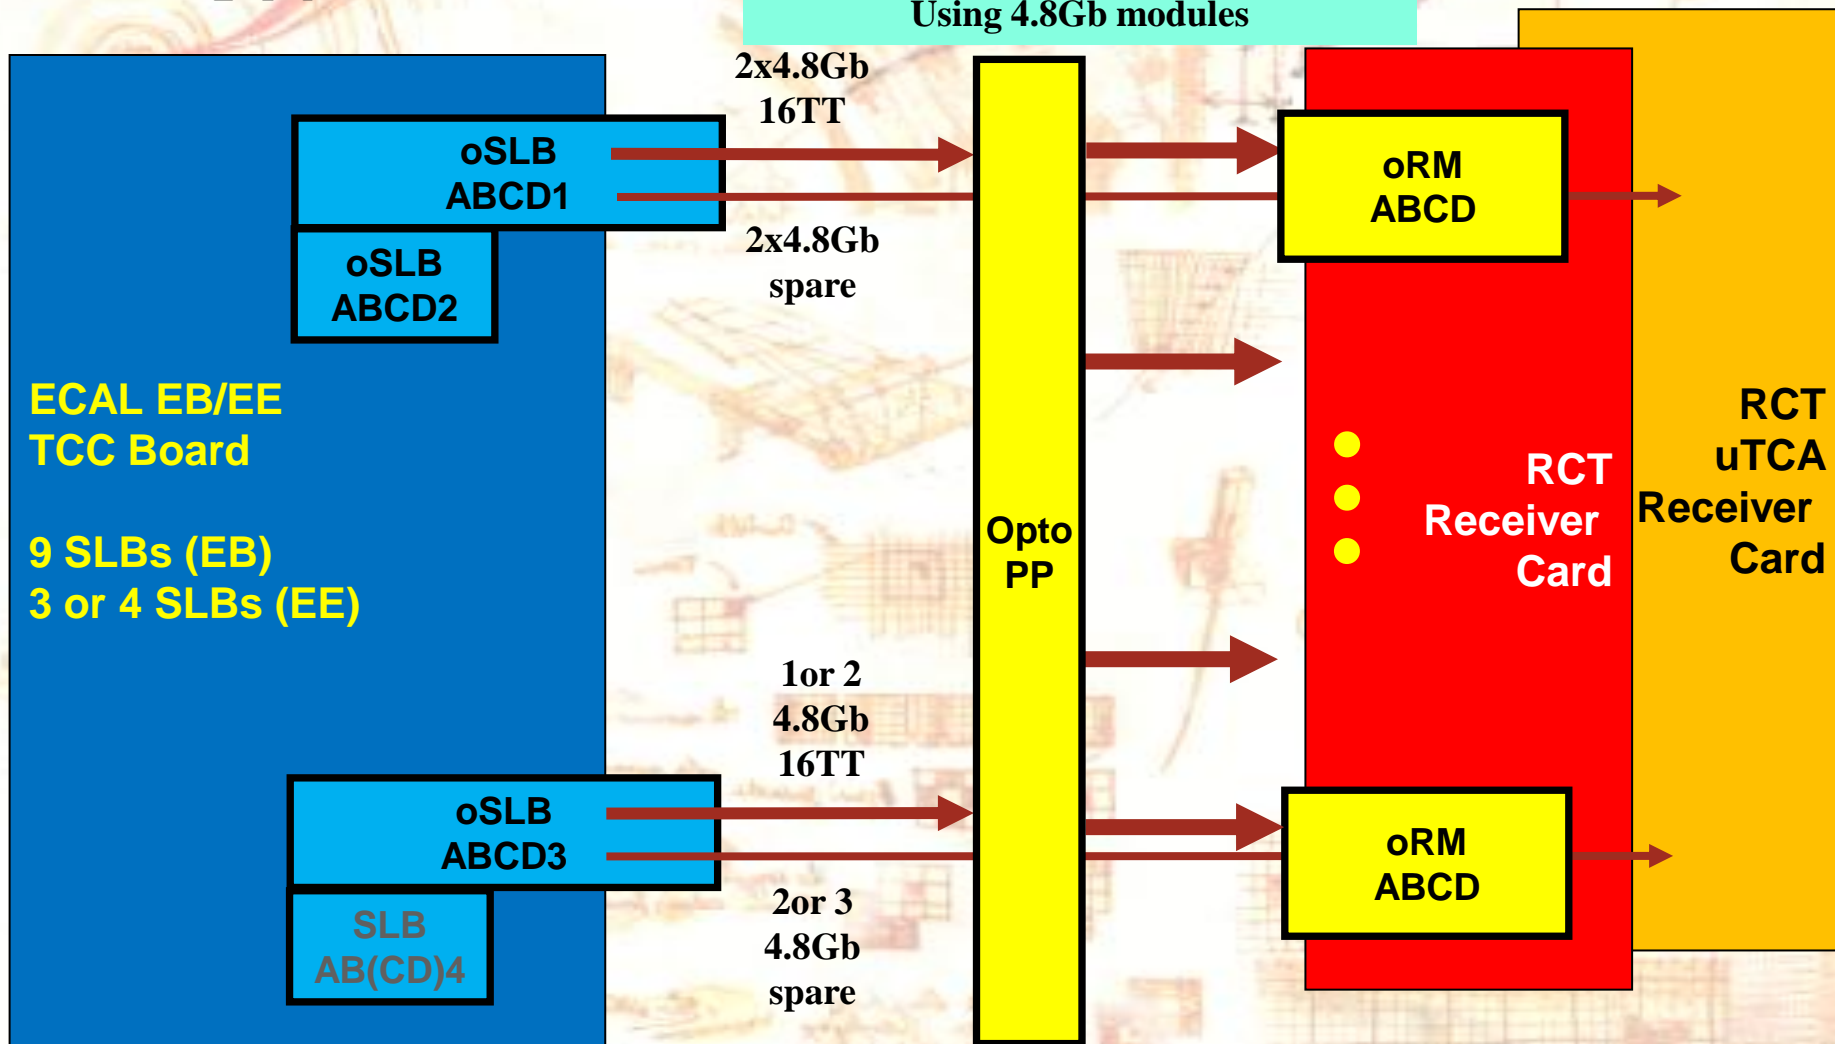 Using 4.8Gb modules
2x4.8Gb
16TT
oSLB
ABCD1
oRM
ABCD
2x4.8Gb
spare
oSLB
ABCD2
ECAL EB/EE
TCC Board
9 SLBs (EB)
3 or 4 SLBs (EE)
Opto
PP
RCT
Receiver
Card
RCT
uTCA
Receiver
Card
1or 2
4.8Gb
16TT
oSLB
ABCD3
oRM
ABCD
2or 3
4.8Gb
spare
SLB
AB(CD)4